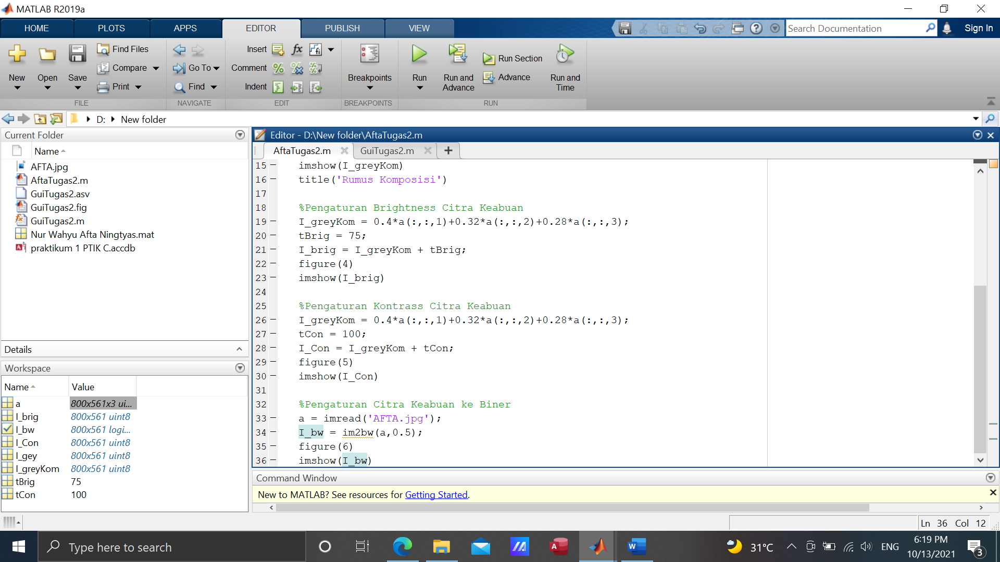 MATLAB R2019a
HOME PLOTS APPS EDITOR PUBLISH VIEW Search Documentation Sign In
New Open Save Find Files Compare Print
FILE
Go To Find
NAVIGATE
Insert fx
Comment
Indent
EDIT
Breakpoints
BREAKPOINTS
Run Run and Advance Run Section Advance Run and Time
RUN
D: New folder
Current Folder
Name
AFTA.jpg
AftaTugas2.m
GuiTugas2.asv
GuiTugas2.fig
GuiTugas2.m
Nur Wahyu Afta Ningtyas.mat
praktikum 1 PTIK C.accdb
Details
Workspace
Name Value
a 800x561x3 ui...
I_brig 800x561 uint8
I_bw 800x561 logi...
I_Con 800x561 uint8
I_gey 800x561 uint8
I_greyKom 800x561 uint8
tBrig 75
tCon 100
Editor - D:\New folder\AftaTugas2.m
AftaTugas2.m GuiTugas2.m
15 imshow(I_greyKom)
16 title('Rumus Komposisi')
17
18 %Pengaturan Brightness Citra Keabuan
19 I_greyKom = 0.4*a(:,:,1)+0.32*a(:,:,2)+0.28*a(:,:,3);
20 tBrig = 75;
21 I_brig = I_greyKom + tBrig;
22 figure(4)
23 imshow(I_brig)
24
25 %Pengaturan Kontrass Citra Keabuan
26 I_greyKom = 0.4*a(:,:,1)+0.32*a(:,:,2)+0.28*a(:,:,3);
27 tCon = 100;
28 I_Con = I_greyKom + tCon;
29 figure(5)
30 imshow(I_Con)
31
32 %Pengaturan Citra Keabuan ke Biner
33 a = imread('AFTA.jpg');
34 I_bw = im2bw(a,0.5);
35 figure(6)
36 imshow(I_bw)
Command Window
New to MATLAB? See resources for Getting Started.
Ln 36 Col 12
Type here to search
31°C ENG
6:19 PM
10/13/2021
3